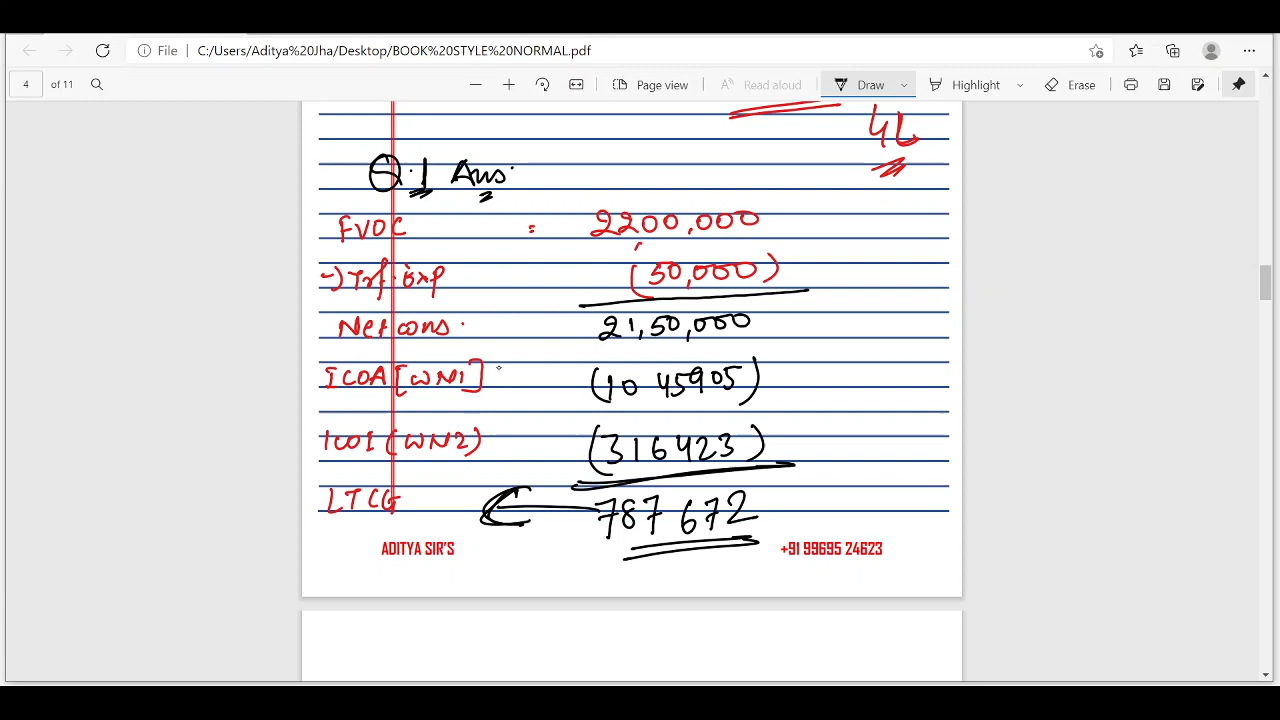 File C:/Users/Aditya%20Jha/Desktop/BOOK%20STYLE%20NORMAL.pdf
4 of 11 Page view Read aloud Draw Highlight Erase
4L
Q.1 Ans.
FVOC = 2200,000
-) Trf. Exp (50,000)
Net cons. 21,50,000
ICOA [WN1] (10 45905)
ICOI (WN2) (316423)
LTCG 787 672
ADITYA SIR'S +91 99695 24623